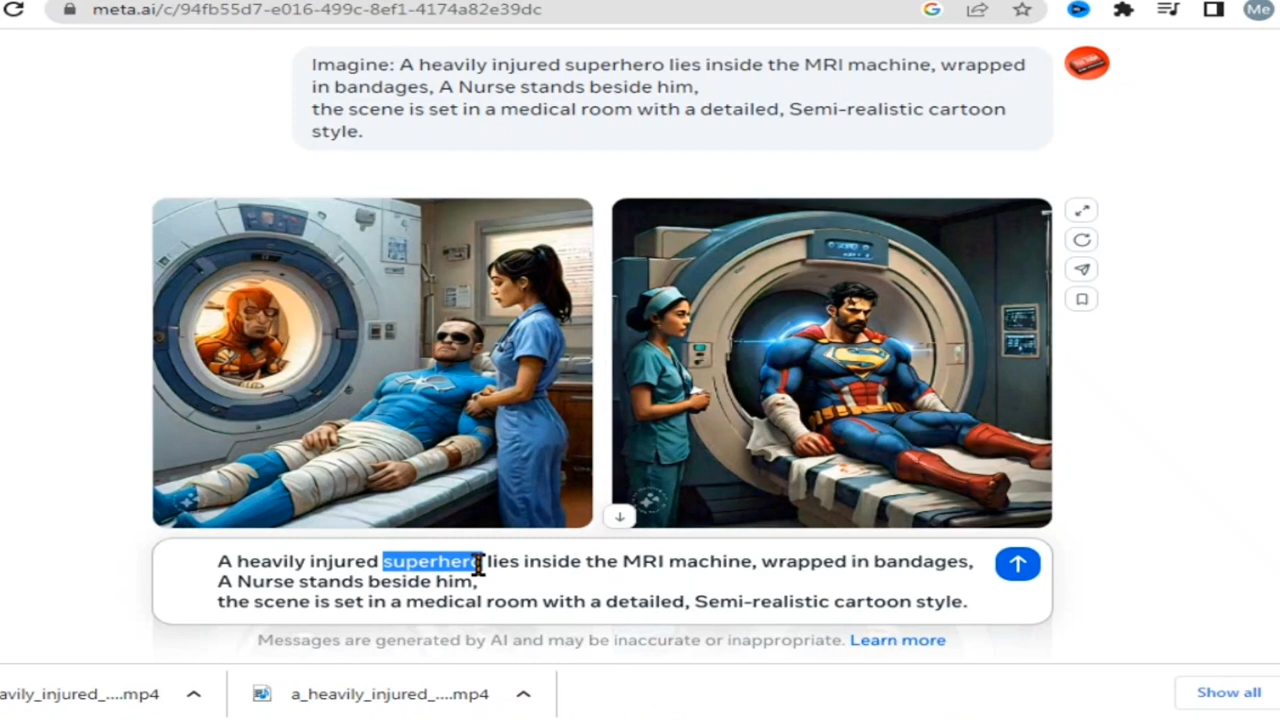 meta.ai/c/94fb55d7-e016-499c-8ef1-4174a82e39dc
Me
Imagine: A heavily injured superhero lies inside the MRI machine, wrapped
in bandages, A Nurse stands beside him,
the scene is set in a medical room with a detailed, Semi-realistic cartoon
style.
A heavily injured superhero lies inside the MRI machine, wrapped in bandages,
A Nurse stands beside him,
the scene is set in a medical room with a detailed, Semi-realistic cartoon style.
Messages are generated by AI and may be inaccurate or inappropriate. Learn more
avily_injured_....mp4
a_heavily_injured_....mp4
Show all